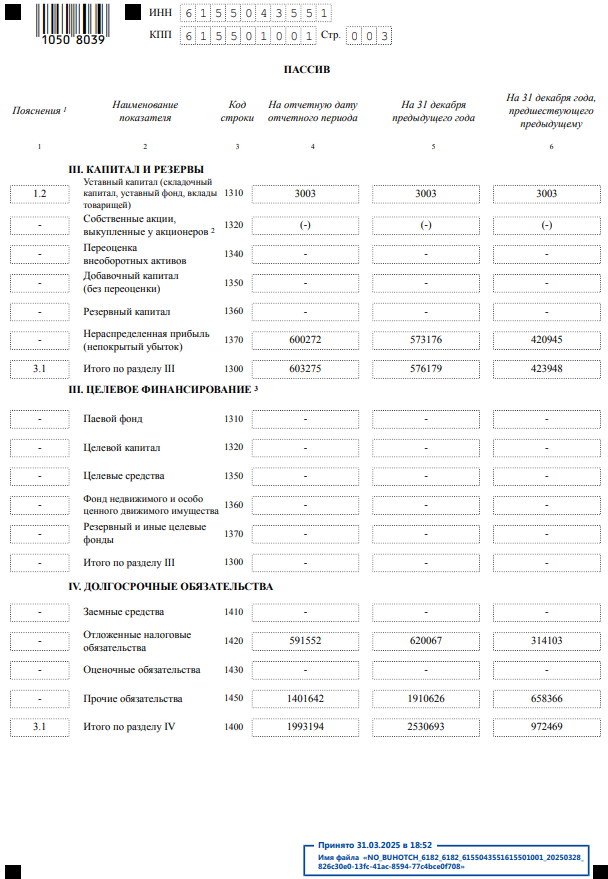 ИНН 6155043551
1050 8039
КПП 615501001 Стр. 003
ПАССИВ
Пояснения 1 Наименование показателя Код строки На отчетную дату отчетного периода На 31 декабря предыдущего года На 31 декабря года, предшествующего предыдущему
1 2 3 4 5 6
III. КАПИТАЛ И РЕЗЕРВЫ
1.2 Уставный капитал (складочный капитал, уставный фонд, вклады товарищей) 1310 3003 3003 3003
- Собственные акции, выкупленные у акционеров 2 1320 (-) (-) (-)
- Переоценка внеоборотных активов 1340 - - -
- Добавочный капитал (без переоценки) 1350 - - -
- Резервный капитал 1360 - - -
- Нераспределенная прибыль (непокрытый убыток) 1370 600272 573176 420945
3.1 Итого по разделу III 1300 603275 576179 423948
III. ЦЕЛЕВОЕ ФИНАНСИРОВАНИЕ 3
- Паевой фонд 1310 - - -
- Целевой капитал 1320 - - -
- Целевые средства 1350 - - -
- Фонд недвижимого и особо ценного движимого имущества 1360 - - -
- Резервный и иные целевые фонды 1370 - - -
- Итого по разделу III 1300 - - -
IV. ДОЛГОСРОЧНЫЕ ОБЯЗАТЕЛЬСТВА
- Заемные средства 1410 - - -
- Отложенные налоговые обязательства 1420 591552 620067 314103
- Оценочные обязательства 1430 - - -
- Прочие обязательства 1450 1401642 1910626 658366
3.1 Итого по разделу IV 1400 1993194 2530693 972469
Принято 31.03.2025 в 18:52
Имя файла «NO_BUHOTCH_6182_6182_6155043551615501001_20250328_
826c30e0-13fc-41ac-8594-77c4bce0f708»